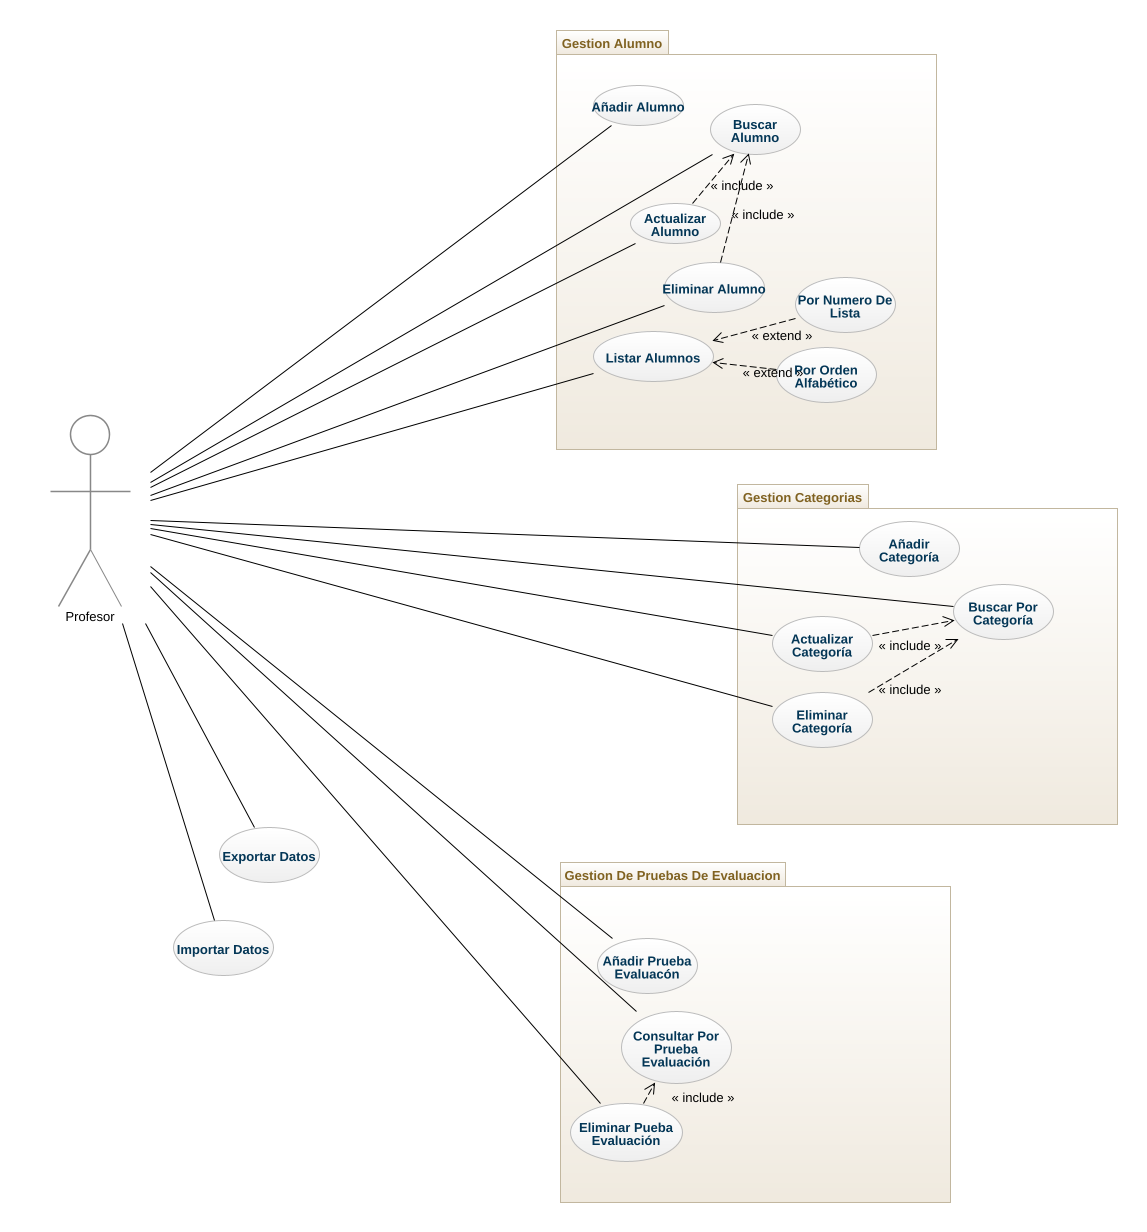 Gestion Alumno
Añadir Alumno
Buscar
Alumno
« include »
Actualizar
Alumno
« include »
Eliminar Alumno
Por Numero De
Lista
« extend »
Listar Alumnos
« extend »
Por Orden
Alfabético
Profesor
Gestion Categorias
Añadir
Categoría
Buscar Por
Categoría
Actualizar
Categoría
« include »
« include »
Eliminar
Categoría
Exportar Datos
Importar Datos
Gestion De Pruebas De Evaluacion
Añadir Prueba
Evaluacón
Consultar Por
Prueba
Evaluación
« include »
Eliminar Pueba
Evaluación